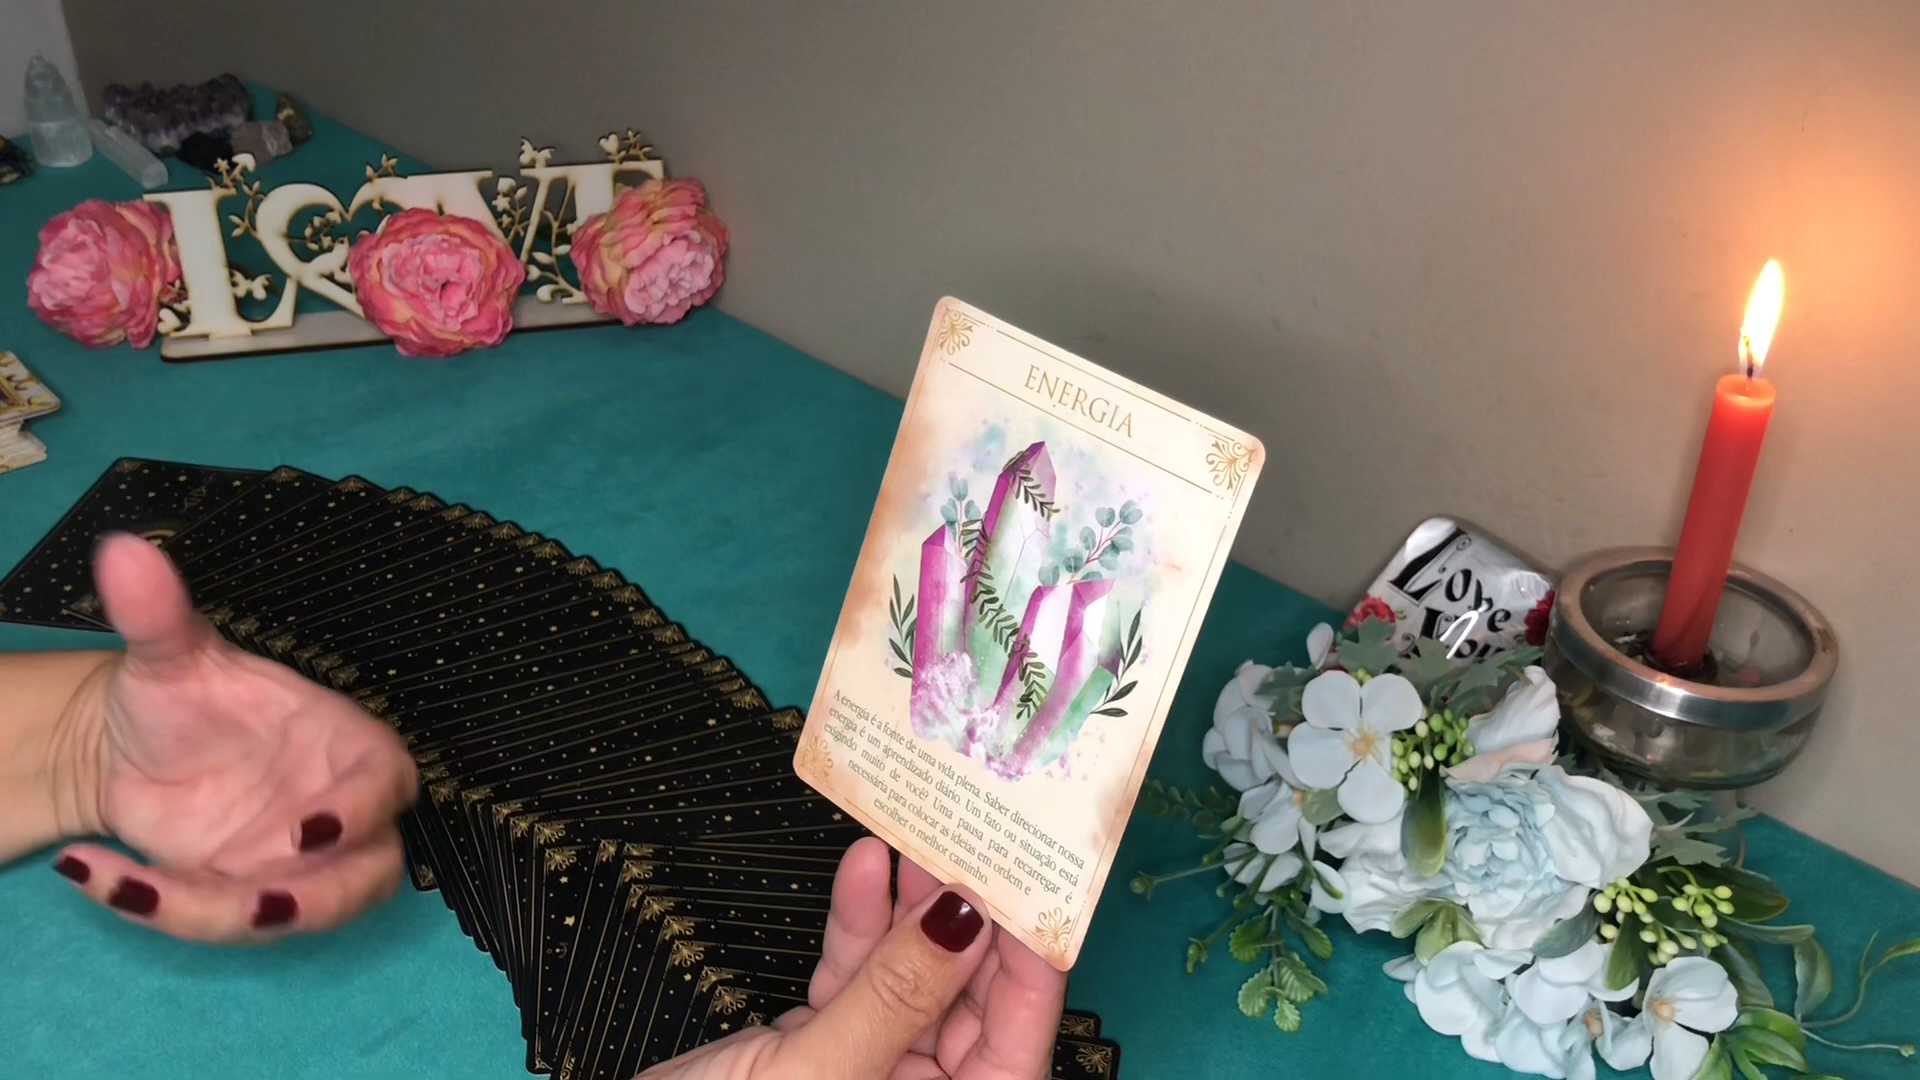 LOVE
ENERGIA
A energia é a fonte de uma vida plena. Saber direcionar nossa
energia é um aprendizado diário. Um fato ou situação está
exigindo muito de você? Uma pausa para recarregar é
necessária para colocar as ideias em ordem e
escolher o melhor caminho.
Love
You